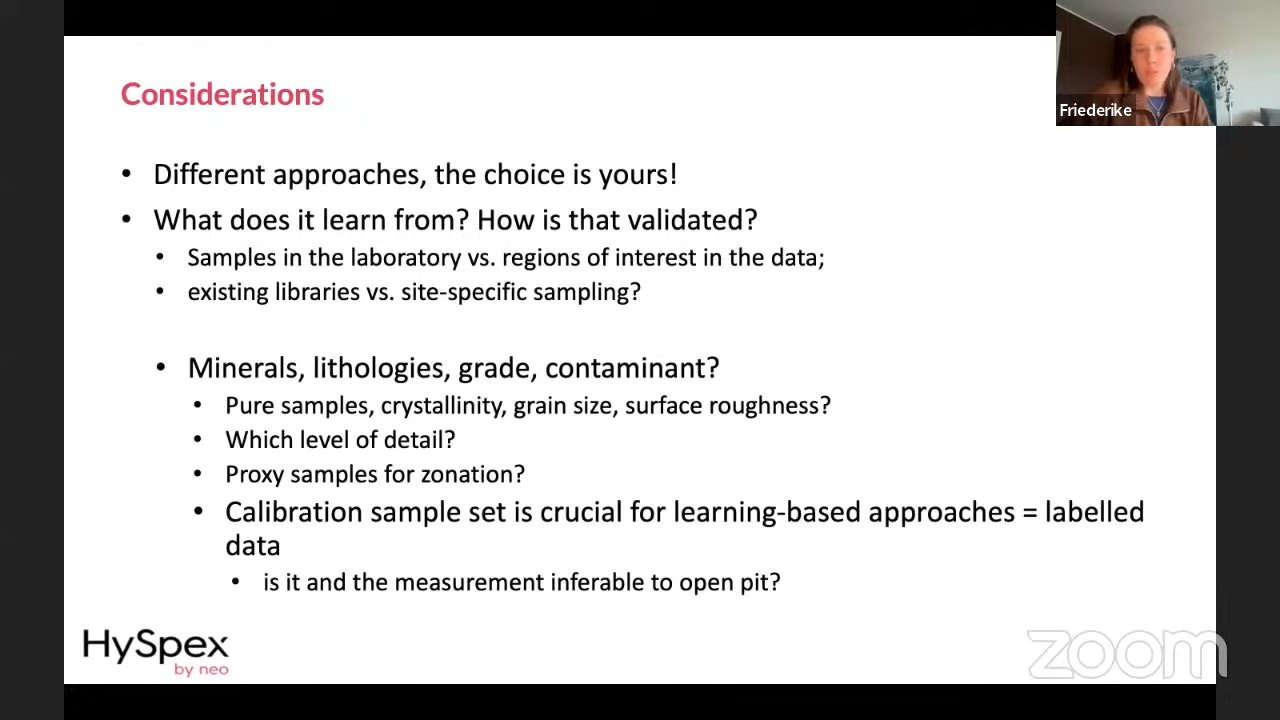 Considerations
Friederike
• Different approaches, the choice is yours!
• What does it learn from? How is that validated?
• Samples in the laboratory vs. regions of interest in the data;
• existing libraries vs. site-specific sampling?
• Minerals, lithologies, grade, contaminant?
• Pure samples, crystallinity, grain size, surface roughness?
• Which level of detail?
• Proxy samples for zonation?
• Calibration sample set is crucial for learning-based approaches = labelled
data
• is it and the measurement inferable to open pit?
HySpex
by neo
zoom